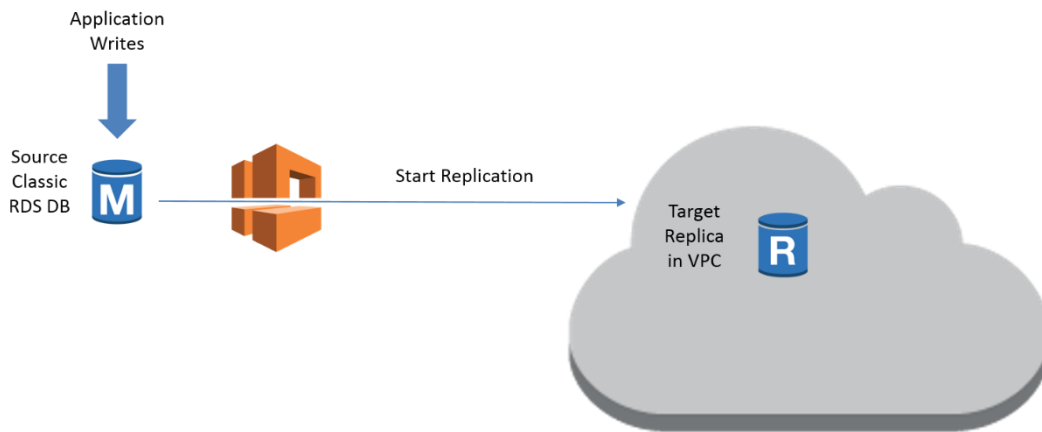 Application
Writes
Source
Classic
RDS DB
M
Start Replication
Target
Replica
in VPC
R